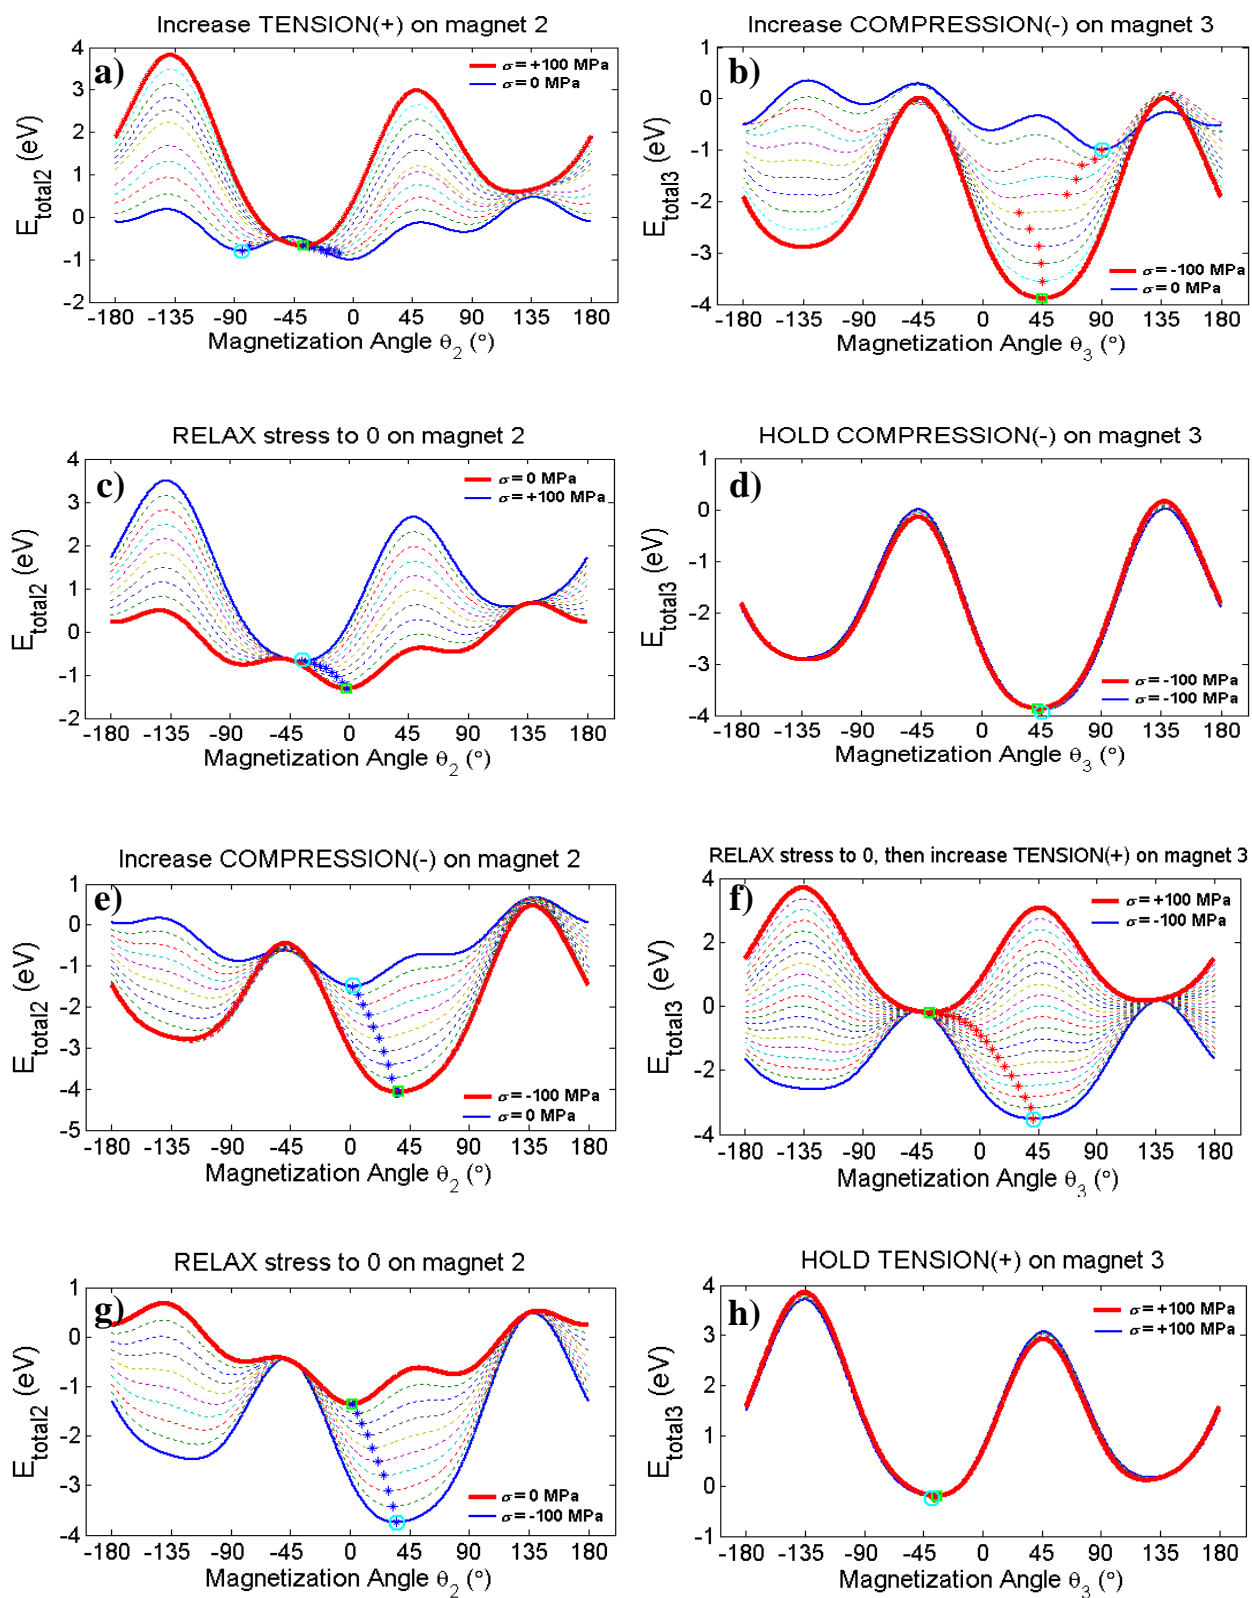 Increase TENSION(+) on magnet 2
a)
σ = +100 MPa
σ = 0 MPa
E_total2 (eV)
4
3
2
1
0
-1
-2
-180 -135 -90 -45 0 45 90 135 180
Magnetization Angle θ_2 (°)
Increase COMPRESSION(-) on magnet 3
b)
σ = -100 MPa
σ = 0 MPa
E_total3 (eV)
1
0
-1
-2
-3
-4
-180 -135 -90 -45 0 45 90 135 180
Magnetization Angle θ_3 (°)
RELAX stress to 0 on magnet 2
c)
σ = 0 MPa
σ = +100 MPa
E_total2 (eV)
4
3
2
1
0
-1
-2
-180 -135 -90 -45 0 45 90 135 180
Magnetization Angle θ_2 (°)
HOLD COMPRESSION(-) on magnet 3
d)
σ = -100 MPa
σ = -100 MPa
E_total3 (eV)
1
0
-1
-2
-3
-4
-180 -135 -90 -45 0 45 90 135 180
Magnetization Angle θ_3 (°)
Increase COMPRESSION(-) on magnet 2
e)
σ = -100 MPa
σ = 0 MPa
E_total2 (eV)
1
0
-1
-2
-3
-4
-5
-180 -135 -90 -45 0 45 90 135 180
Magnetization Angle θ_2 (°)
RELAX stress to 0, then increase TENSION(+) on magnet 3
f)
σ = +100 MPa
σ = -100 MPa
E_total3 (eV)
4
2
0
-2
-4
-180 -135 -90 -45 0 45 90 135 180
Magnetization Angle θ_3 (°)
RELAX stress to 0 on magnet 2
g)
σ = 0 MPa
σ = -100 MPa
E_total2 (eV)
1
0
-1
-2
-3
-4
-180 -135 -90 -45 0 45 90 135 180
Magnetization Angle θ_2 (°)
HOLD TENSION(+) on magnet 3
h)
σ = +100 MPa
σ = +100 MPa
E_total3 (eV)
4
3
2
1
0
-1
-180 -135 -90 -45 0 45 90 135 180
Magnetization Angle θ_3 (°)